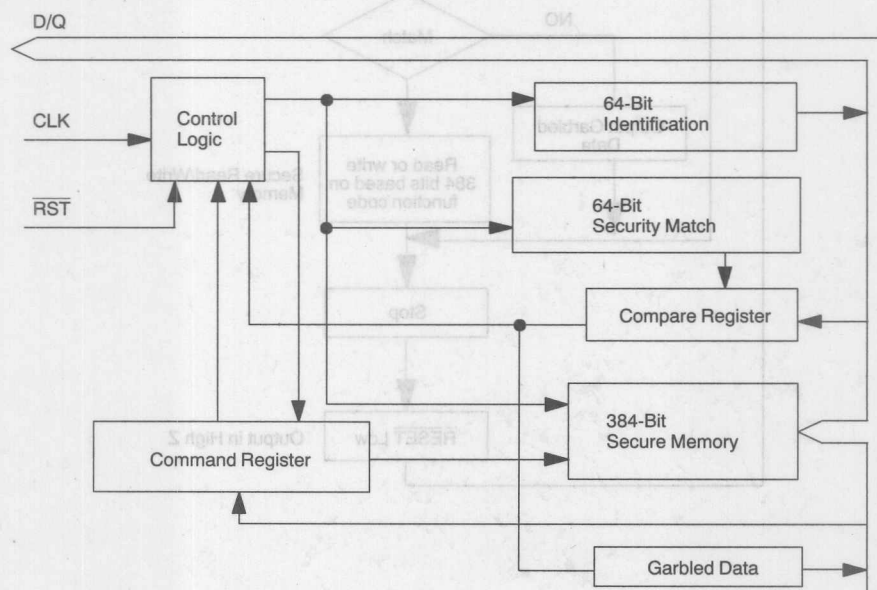 D/Q
CLK
RST
Control
Logic
64-Bit
Identification
64-Bit
Security Match
Compare Register
384-Bit
Secure Memory
Command Register
Garbled Data